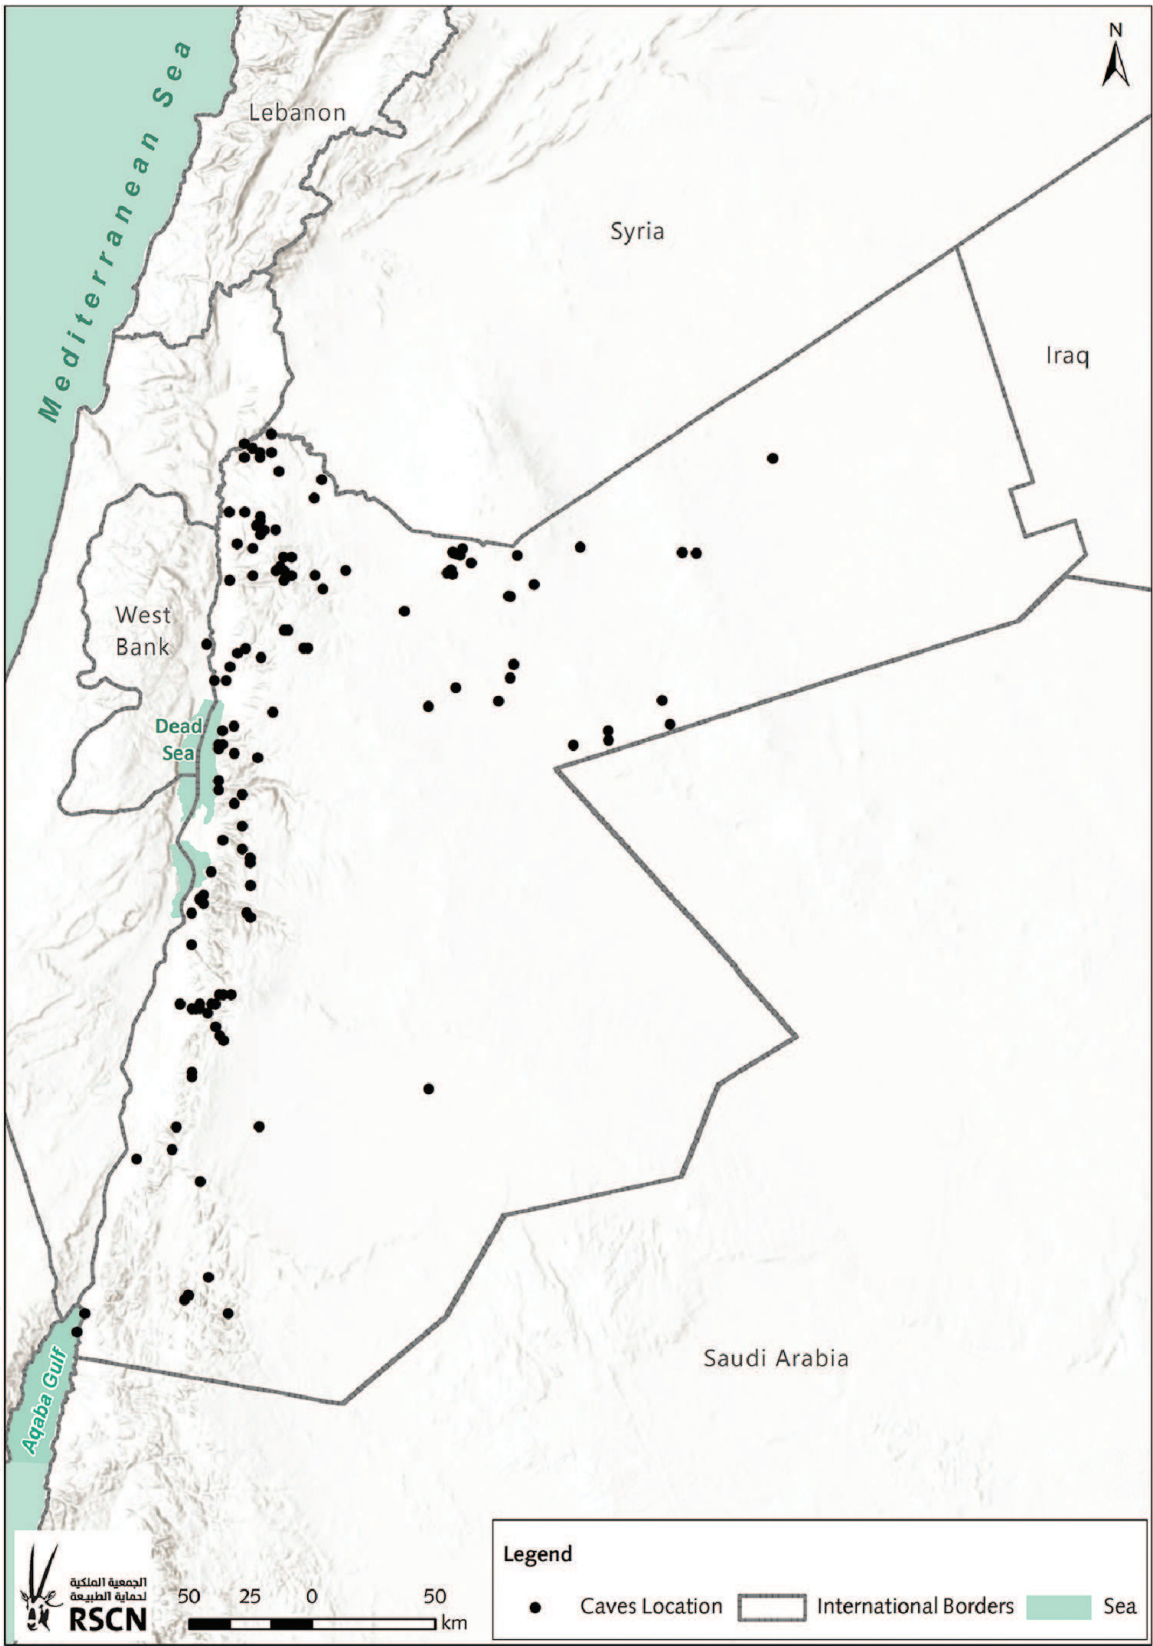 N
Lebanon
Mediterranean Sea
Syria
Iraq
West
Bank
Dead
Sea
Saudi Arabia
Aqaba Gulf
Legend
Caves Location
International Borders
Sea
الجمعية الملكية
لحماية الطبيعة
RSCN
50 25 0 50
km